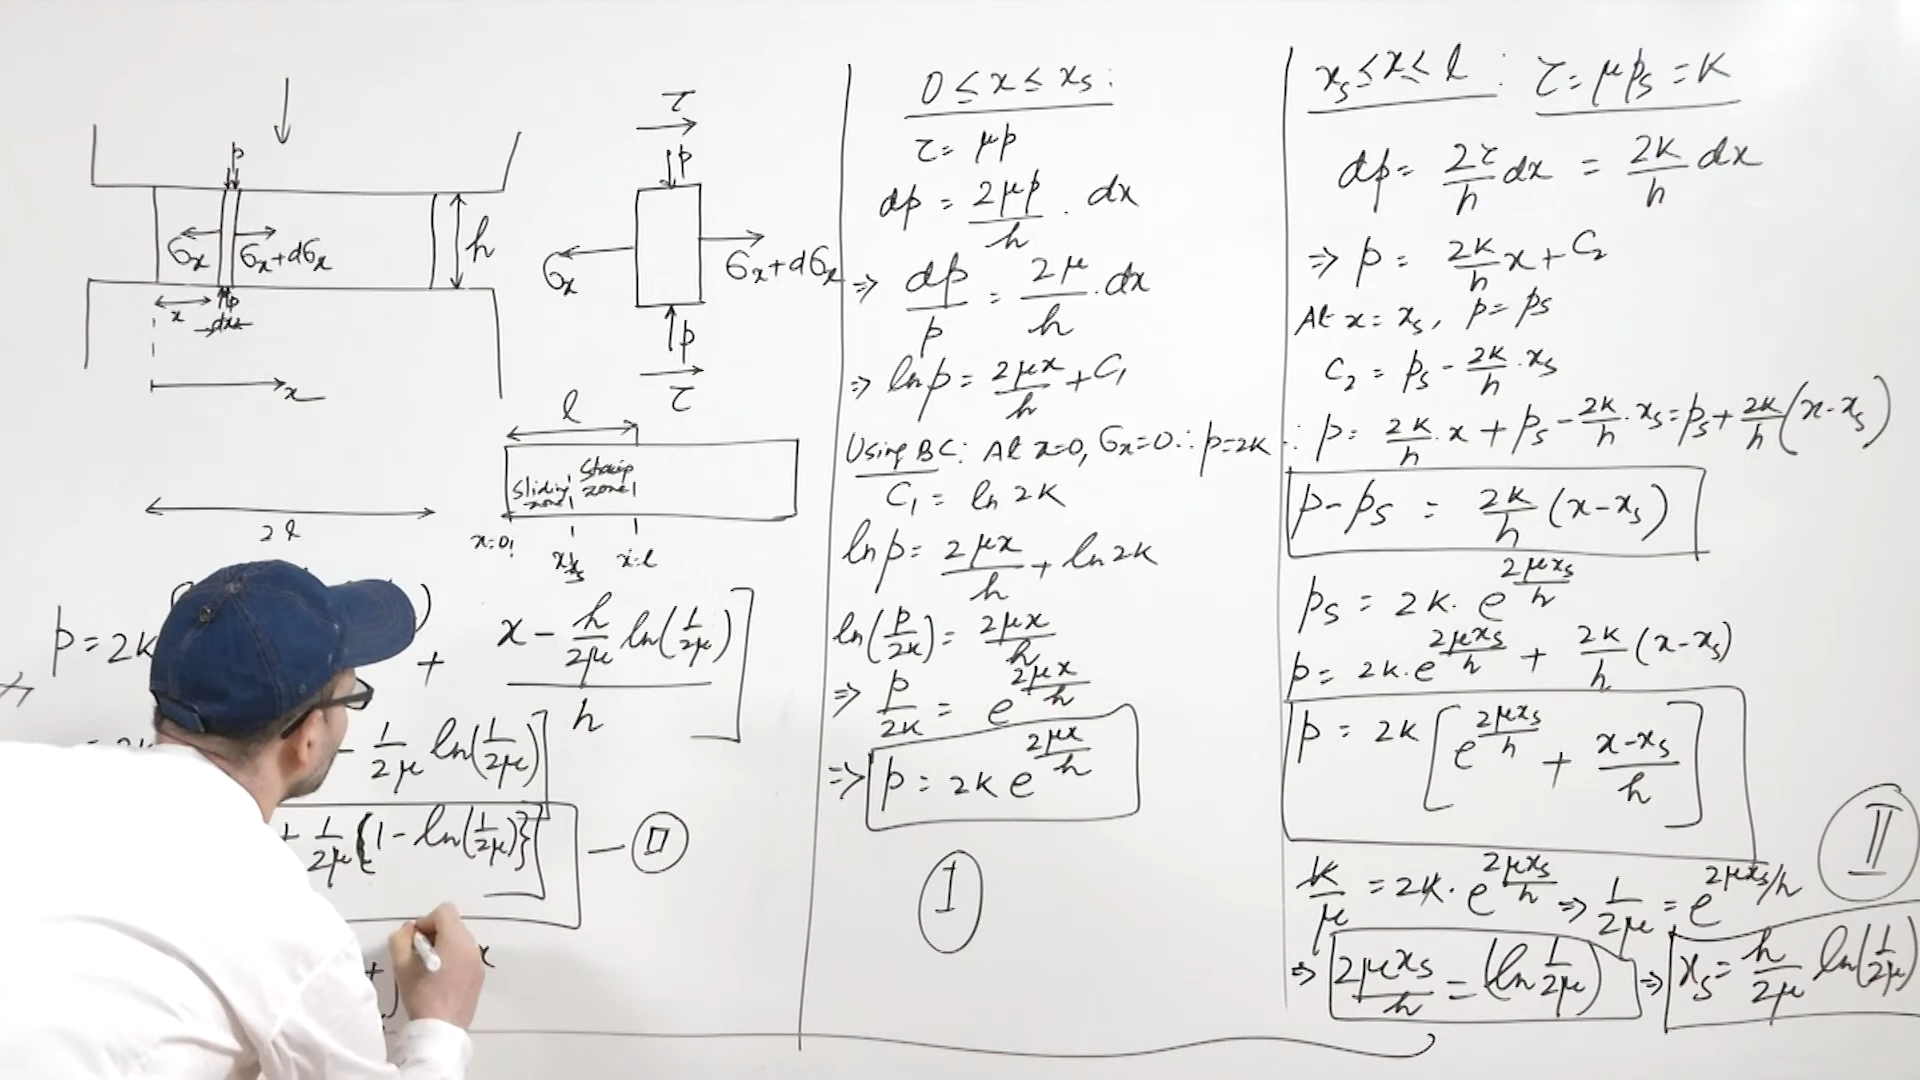 p
σx σx+dσx
h
p
x
dx
x
2l
τ
p
σx σx+dσx
p
τ
l
Sliding zone Sticking zone
x=0 xs x=l
p=2k + x - h/2μ ln(1/2μ)
h
- 1/2μ ln(1/2μ)]
+ 1/2μ {1 - ln(1/2μ)}] — II
x
0 ≤ x ≤ xs :
τ = μp
dp = 2μp/h . dx
⇒ dp/p = 2μ/h . dx
⇒ ln p = 2μx/h + C1
Using BC: At x=0, σx=0 ∴ p=2k
C1 = ln 2k
ln p = 2μx/h + ln 2k
ln(p/2k) = 2μx/h
⇒ p/2k = e^(2μx/h)
⇒ p = 2k e^(2μx/h)
I
xs ≤ x ≤ l : τ = μps = k
dp = 2τ/h dx = 2k/h dx
⇒ p = 2k/h x + C2
At x = xs, p = ps
C2 = ps - 2k/h . xs
∴ p = 2k/h . x + ps - 2k/h . xs = ps + 2k/h (x - xs)
p - ps = 2k/h (x - xs)
ps = 2k . e^(2μxs/h)
p = 2k . e^(2μxs/h) + 2k/h (x - xs)
p = 2k [e^(2μxs/h) + (x - xs)/h]
II
k/μ = 2k . e^(2μxs/h) ⇒ 1/2μ = e^(2μxs/h)
⇒ 2μxs/h = (ln 1/2μ) ⇒ xs = h/2μ ln(1/2μ)